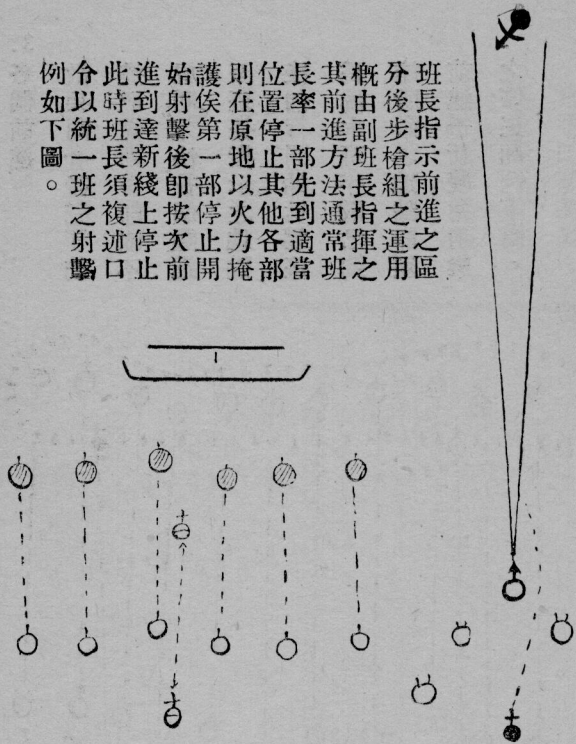 班長指示前進之區
分後步槍組之運用
概由副班長指揮之
其前進方法通常班
長率一部先到適當
位置停止其他各部
則在原地以火力掩
護俟第一部停止開
始射擊後卽按次前
進到達新綫上停止
此時班長須複述口
令以統一班之射擊
例如下圖。